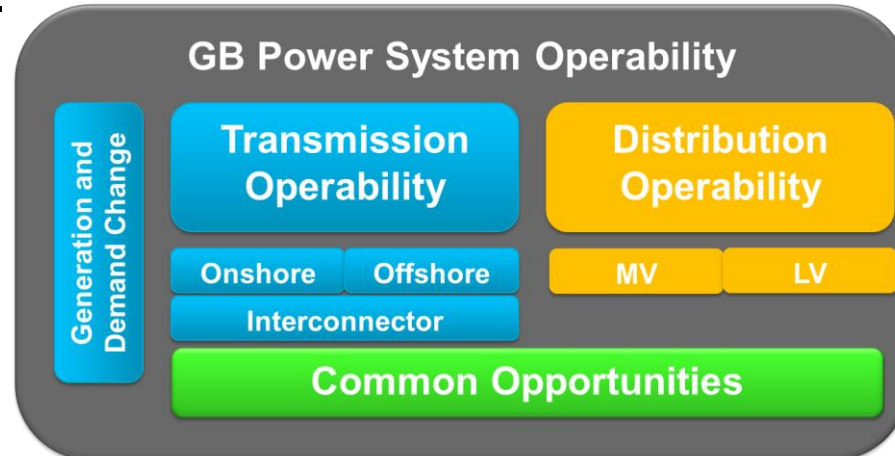 GB Power System Operability
Generation and
Demand Change
Transmission
Operability
Distribution
Operability
Onshore
Offshore
MV
LV
Interconnector
Common Opportunities